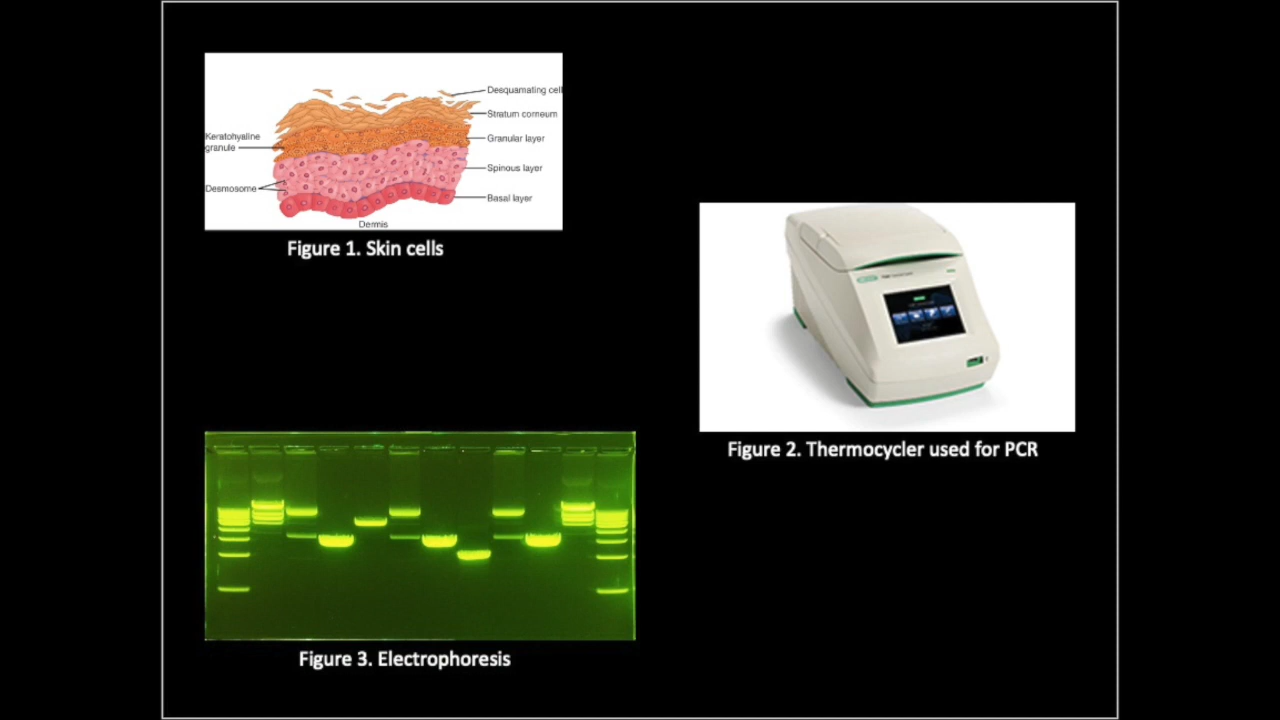 Desquamating cell
Stratum corneum
Keratohyaline
granule
Granular layer
Spinous layer
Desmosome
Basal layer
Dermis
Figure 1. Skin cells
Figure 2. Thermocycler used for PCR
Figure 3. Electrophoresis